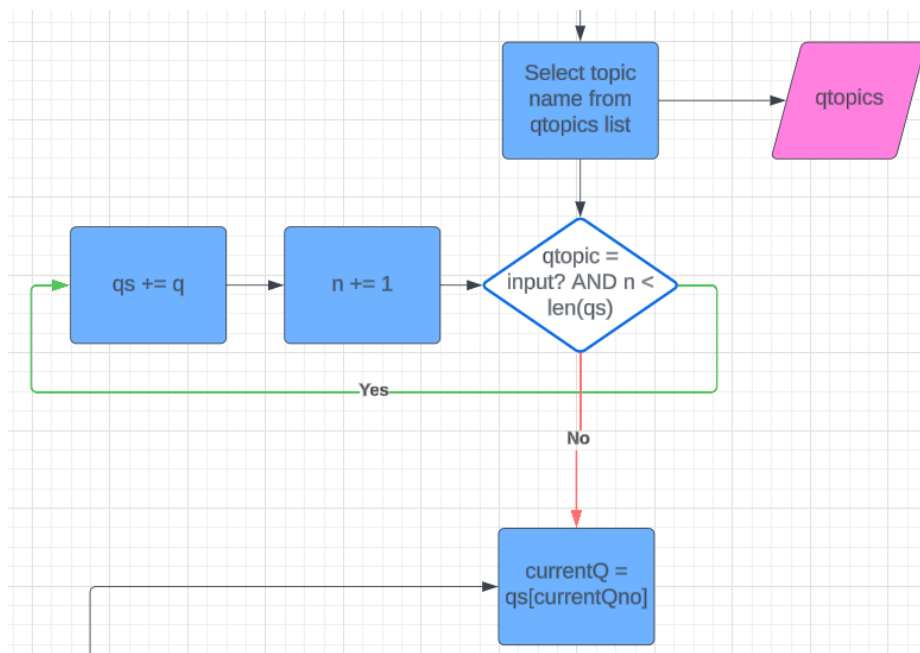 Select topic
name from
qtopics list
qtopics
qs += q
n += 1
qtopic =
input? AND n <
len(qs)
Yes
No
currentQ =
qs[currentQno]